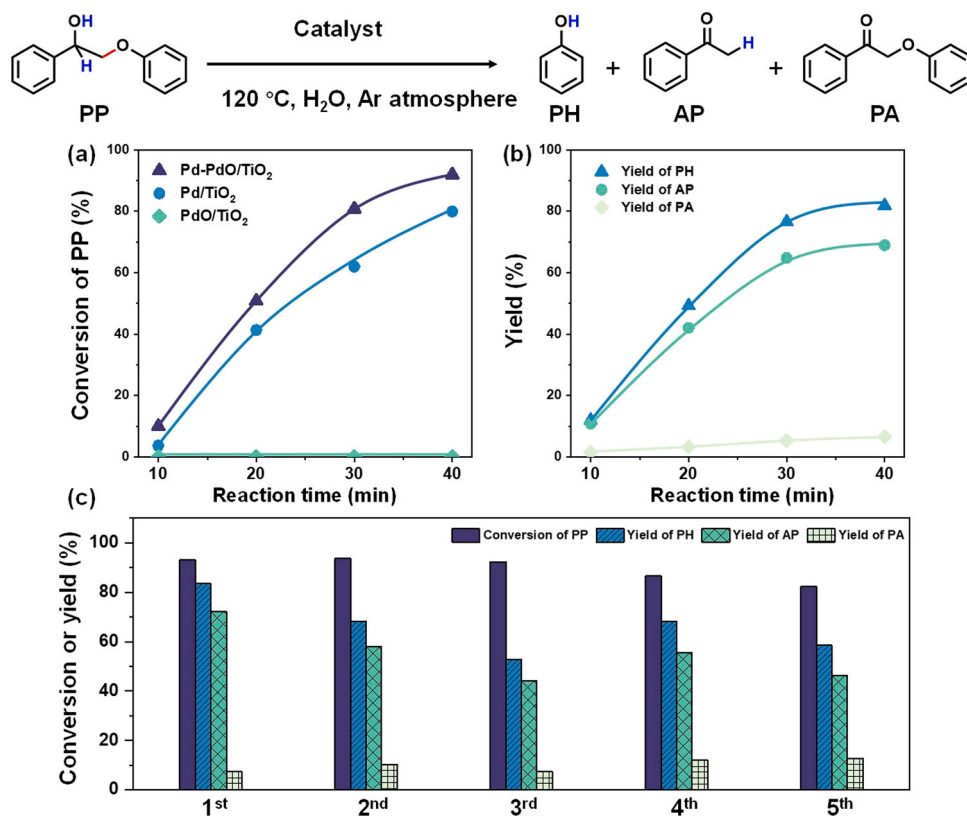 OH
O
OH
O
O
O
Catalyst
H
H
+
+
120 °C, H₂O, Ar atmosphere
PP
PH
AP
PA
(a)
100
80
60
40
20
0
Conversion of PP (%)
Pd-PdO/TiO₂
Pd/TiO₂
PdO/TiO₂
10
20
30
40
Reaction time (min)
(b)
100
80
60
40
20
0
Yield (%)
Yield of PH
Yield of AP
Yield of PA
10
20
30
40
Reaction time (min)
(c)
100
80
60
40
20
0
Conversion or yield (%)
Conversion of PP
Yield of PH
Yield of AP
Yield of PA
1st
2nd
3rd
4th
5th